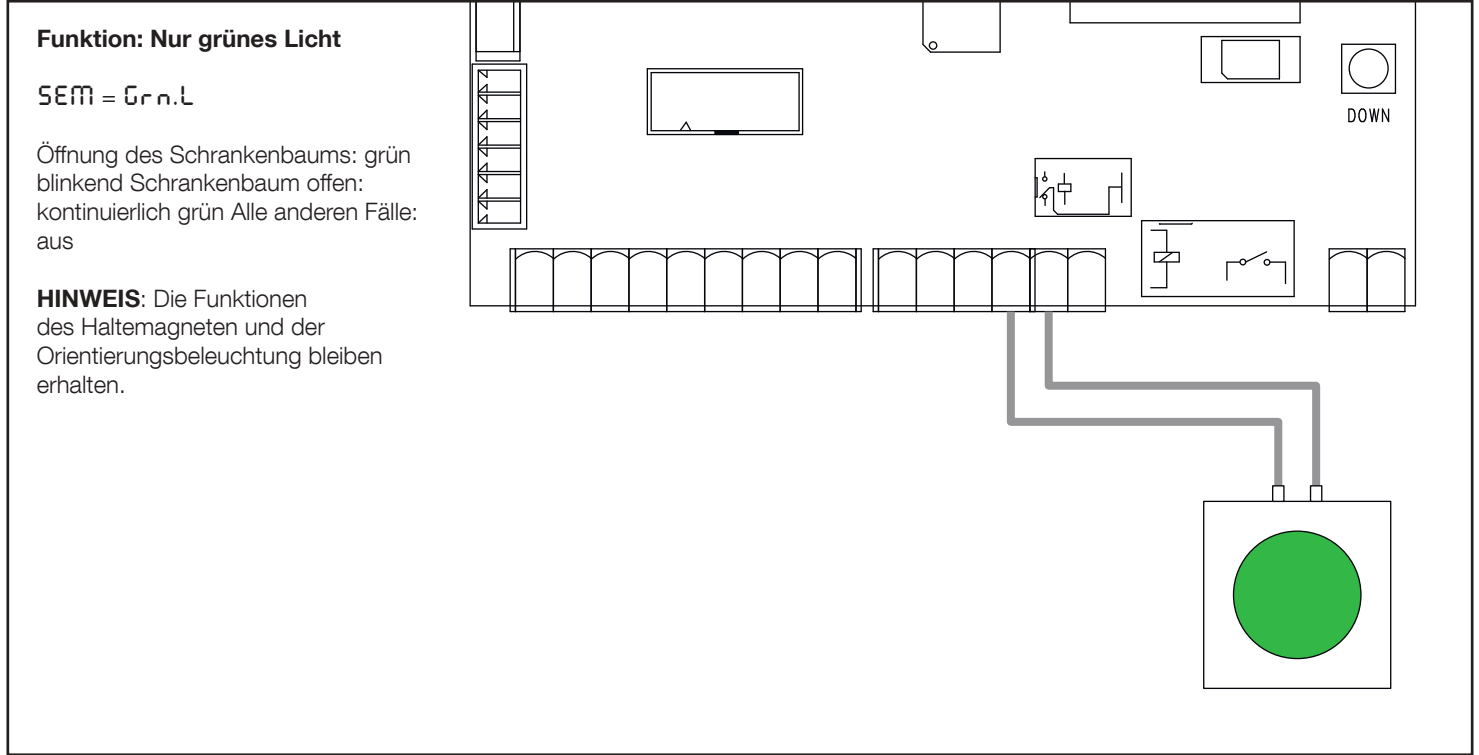 Funktion: Nur grünes Licht
SEM = Grn.L
Öffnung des Schrankenbaums: grün
blinkend Schrankenbaum offen:
kontinuierlich grün Alle anderen Fälle:
aus
HINWEIS: Die Funktionen
des Haltemagneten und der
Orientierungsbeleuchtung bleiben
erhalten.
DOWN